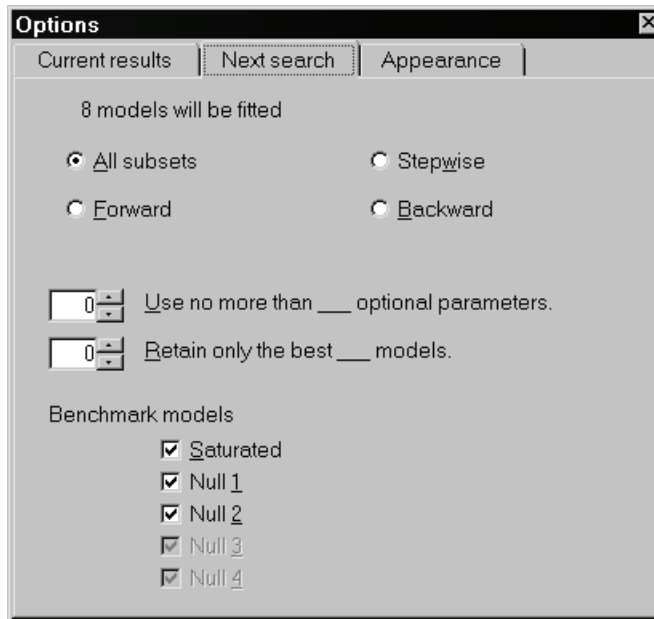 Options
Current results
Next search
Appearance
8 models will be fitted
All subsets
Stepwise
Forward
Backward
0 Use no more than ___ optional parameters.
0 Retain only the best ___ models.
Benchmark models
Saturated
Null 1
Null 2
Null 3
Null 4